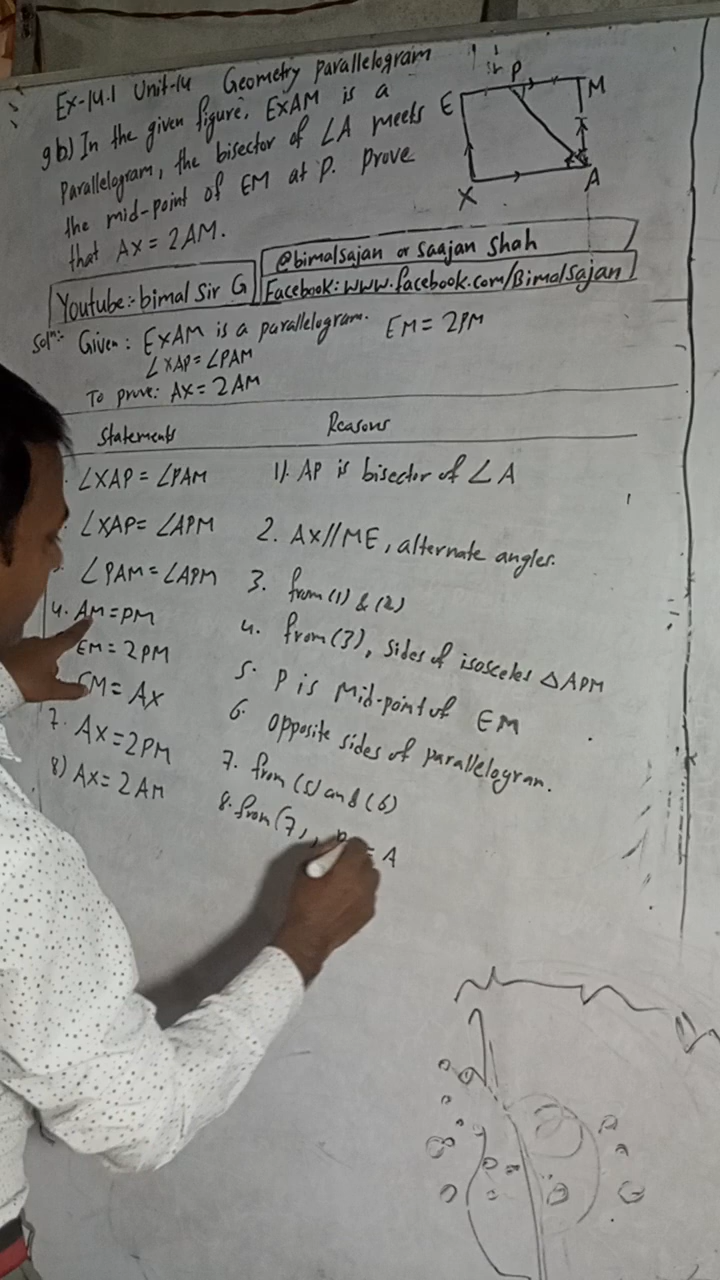 Ex-14.1 Unit-14 Geometry parallelogram
9b) In the given figure, ExAM is a
parallelogram, the bisector of ∠A meets
the mid-point of EM at P. prove
that AX = 2AM.
E P M
X A
@bimalsajan or saajan shah
Youtube:- bimal Sir G
Facebook: www.facebook.com/Bimalsajan
Solⁿ:- Given: ExAM is a parallelogram. EM = 2PM
∠XAP = ∠PAM
To prove: AX = 2AM
Statements Reasons
∠XAP = ∠PAM 1). AP is bisector of ∠A
∠XAP = ∠APM 2. AX//ME, alternate angles.
∠PAM = ∠APM 3. from (1) & (2)
4. AM = PM 4. from (3), sides of isosceles △APM
EM = 2PM 5. P is Mid-point of EM
EM = AX 6. opposite sides of parallelogram.
7. AX = 2PM 7. from (5) and (6)
8) AX = 2AM 8. from (7), = A